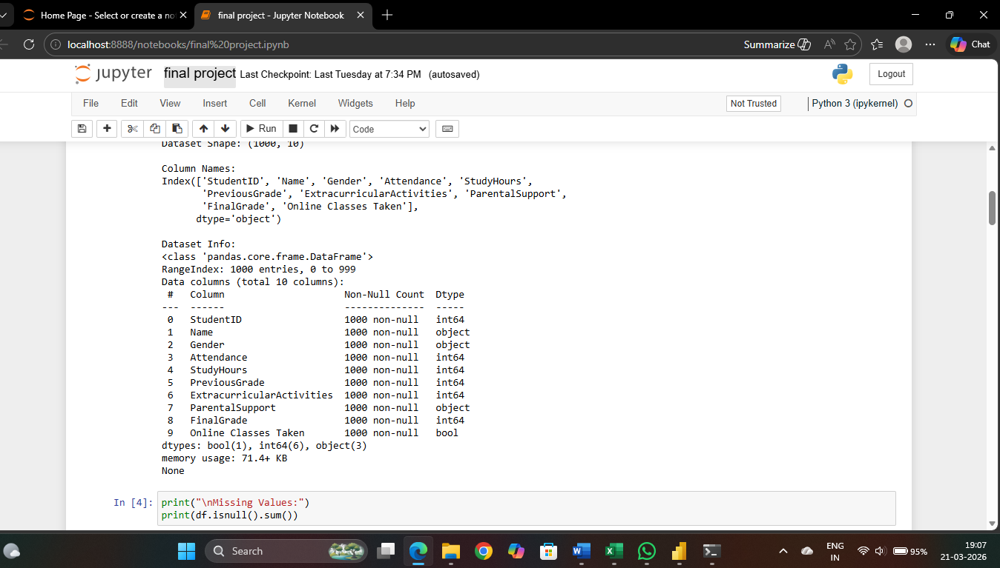 Home Page - Select or create a no
final project - Jupyter Notebook
localhost:8888/notebooks/final%20project.ipynb
Summarize
Chat
jupyter final project Last Checkpoint: Last Tuesday at 7:34 PM (autosaved)
Logout
File Edit View Insert Cell Kernel Widgets Help
Not Trusted
Python 3 (ipykernel)
Run
Code
Dataset Shape: (1000, 10)
Column Names:
Index(['StudentID', 'Name', 'Gender', 'Attendance', 'StudyHours',
'PreviousGrade', 'ExtracurricularActivities', 'ParentalSupport',
'FinalGrade', 'Online Classes Taken'],
dtype='object')
Dataset Info:
<class 'pandas.core.frame.DataFrame'>
RangeIndex: 1000 entries, 0 to 999
Data columns (total 10 columns):
# Column Non-Null Count Dtype
--- ------ -------------- -----
0 StudentID 1000 non-null int64
1 Name 1000 non-null object
2 Gender 1000 non-null object
3 Attendance 1000 non-null int64
4 StudyHours 1000 non-null int64
5 PreviousGrade 1000 non-null int64
6 ExtracurricularActivities 1000 non-null int64
7 ParentalSupport 1000 non-null object
8 FinalGrade 1000 non-null int64
9 Online Classes Taken 1000 non-null bool
dtypes: bool(1), int64(6), object(3)
memory usage: 71.4+ KB
None
In [4]: print("\nMissing Values:")
print(df.isnull().sum())
Search
ENG
IN
95%
19:07
21-03-2026